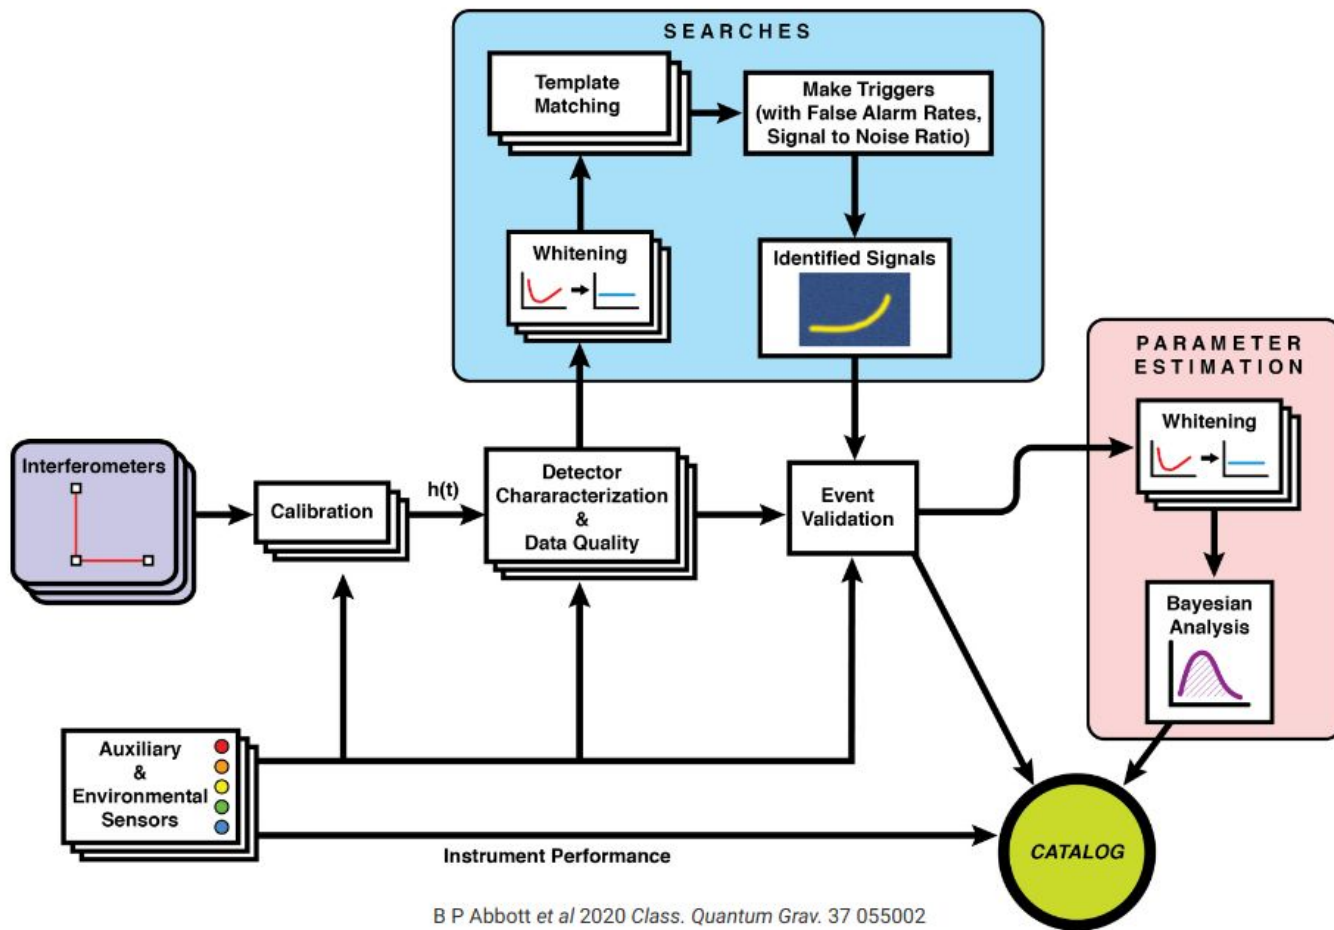 SEARCHES
Template
Matching
Make Triggers
(with False Alarm Rates,
Signal to Noise Ratio)
Whitening
Identified Signals
PARAMETER
ESTIMATION
Whitening
Interferometers
Calibration
h(t)
Detector
Chararacterization
&
Data Quality
Event
Validation
Bayesian
Analysis
Auxiliary
&
Environmental
Sensors
Instrument Performance
CATALOG
B P Abbott et al 2020 Class. Quantum Grav. 37 055002